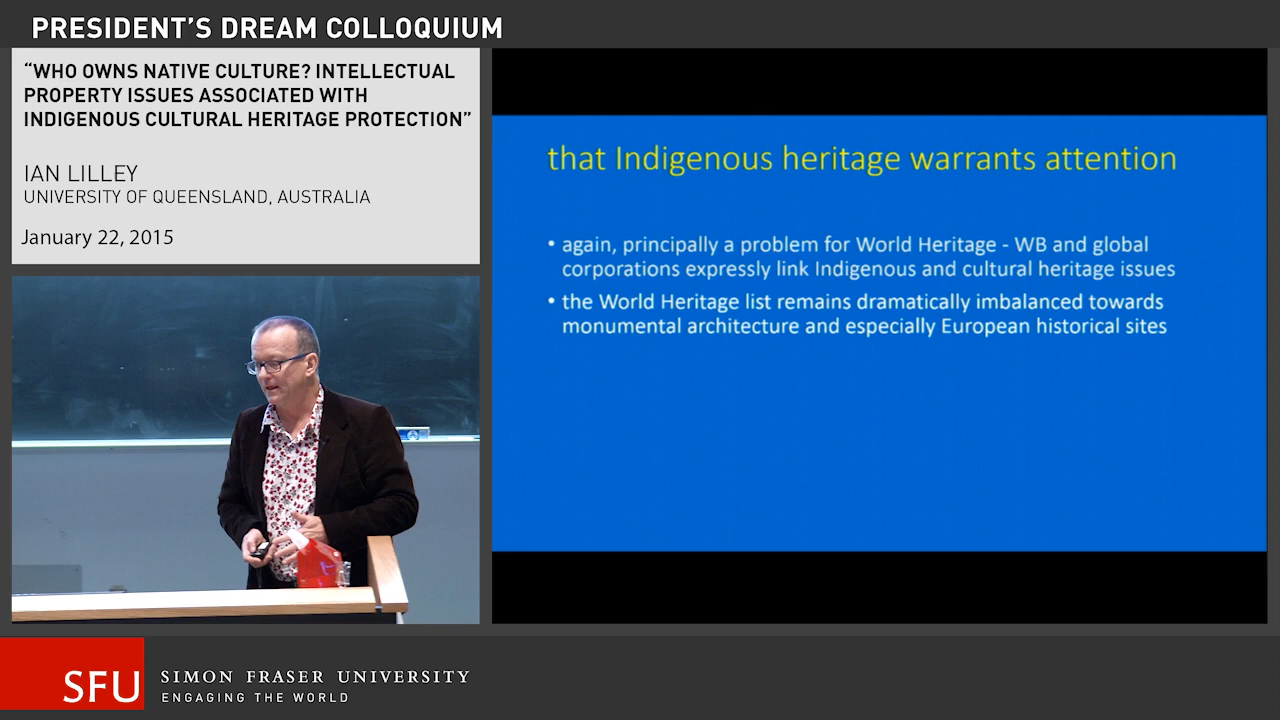 PRESIDENT'S DREAM COLLOQUIUM
“WHO OWNS NATIVE CULTURE? INTELLECTUAL
PROPERTY ISSUES ASSOCIATED WITH
INDIGENOUS CULTURAL HERITAGE PROTECTION”
IAN LILLEY
UNIVERSITY OF QUEENSLAND, AUSTRALIA
January 22, 2015
that Indigenous heritage warrants attention
• again, principally a problem for World Heritage - WB and global
corporations expressly link Indigenous and cultural heritage issues
• the World Heritage list remains dramatically imbalanced towards
monumental architecture and especially European historical sites
SFU
SIMON FRASER UNIVERSITY
ENGAGING THE WORLD